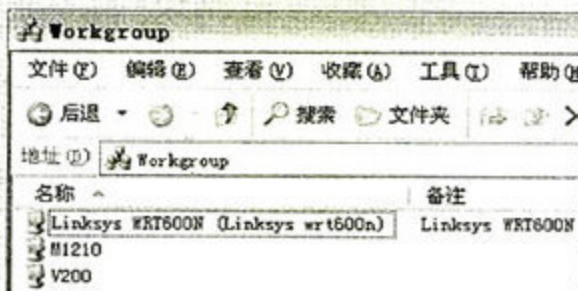 Workgroup
文件(F) 编辑(E) 查看(V) 收藏(A) 工具(T) 帮助(H
后退 搜索 文件夹
地址(D) Workgroup
名称 备注
Linksys WRT600N (Linksys wrt600n) Linksys WRT600N
M1210
V200